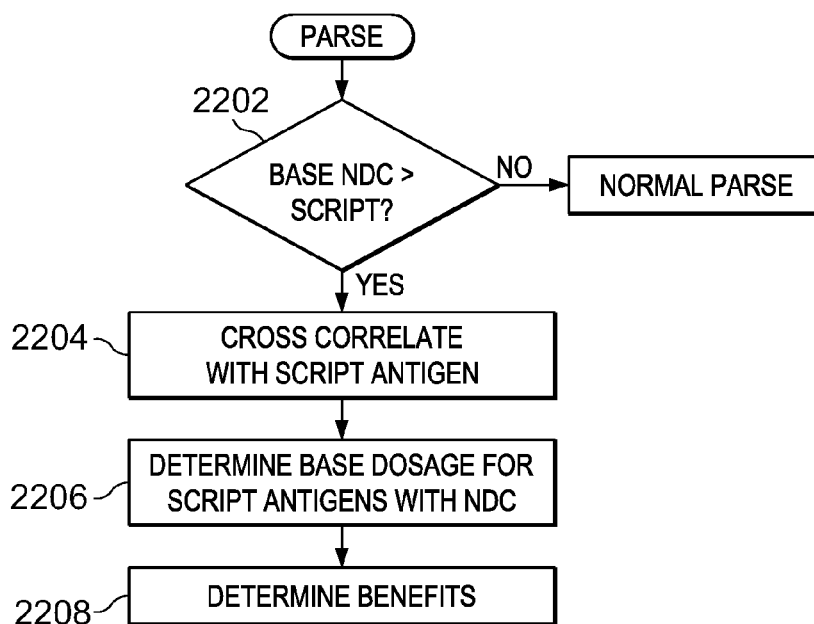 PARSE
2202
BASE NDC >
SCRIPT?
NO
NORMAL PARSE
YES
2204
CROSS CORRELATE
WITH SCRIPT ANTIGEN
2206
DETERMINE BASE DOSAGE FOR
SCRIPT ANTIGENS WITH NDC
2208
DETERMINE BENEFITS